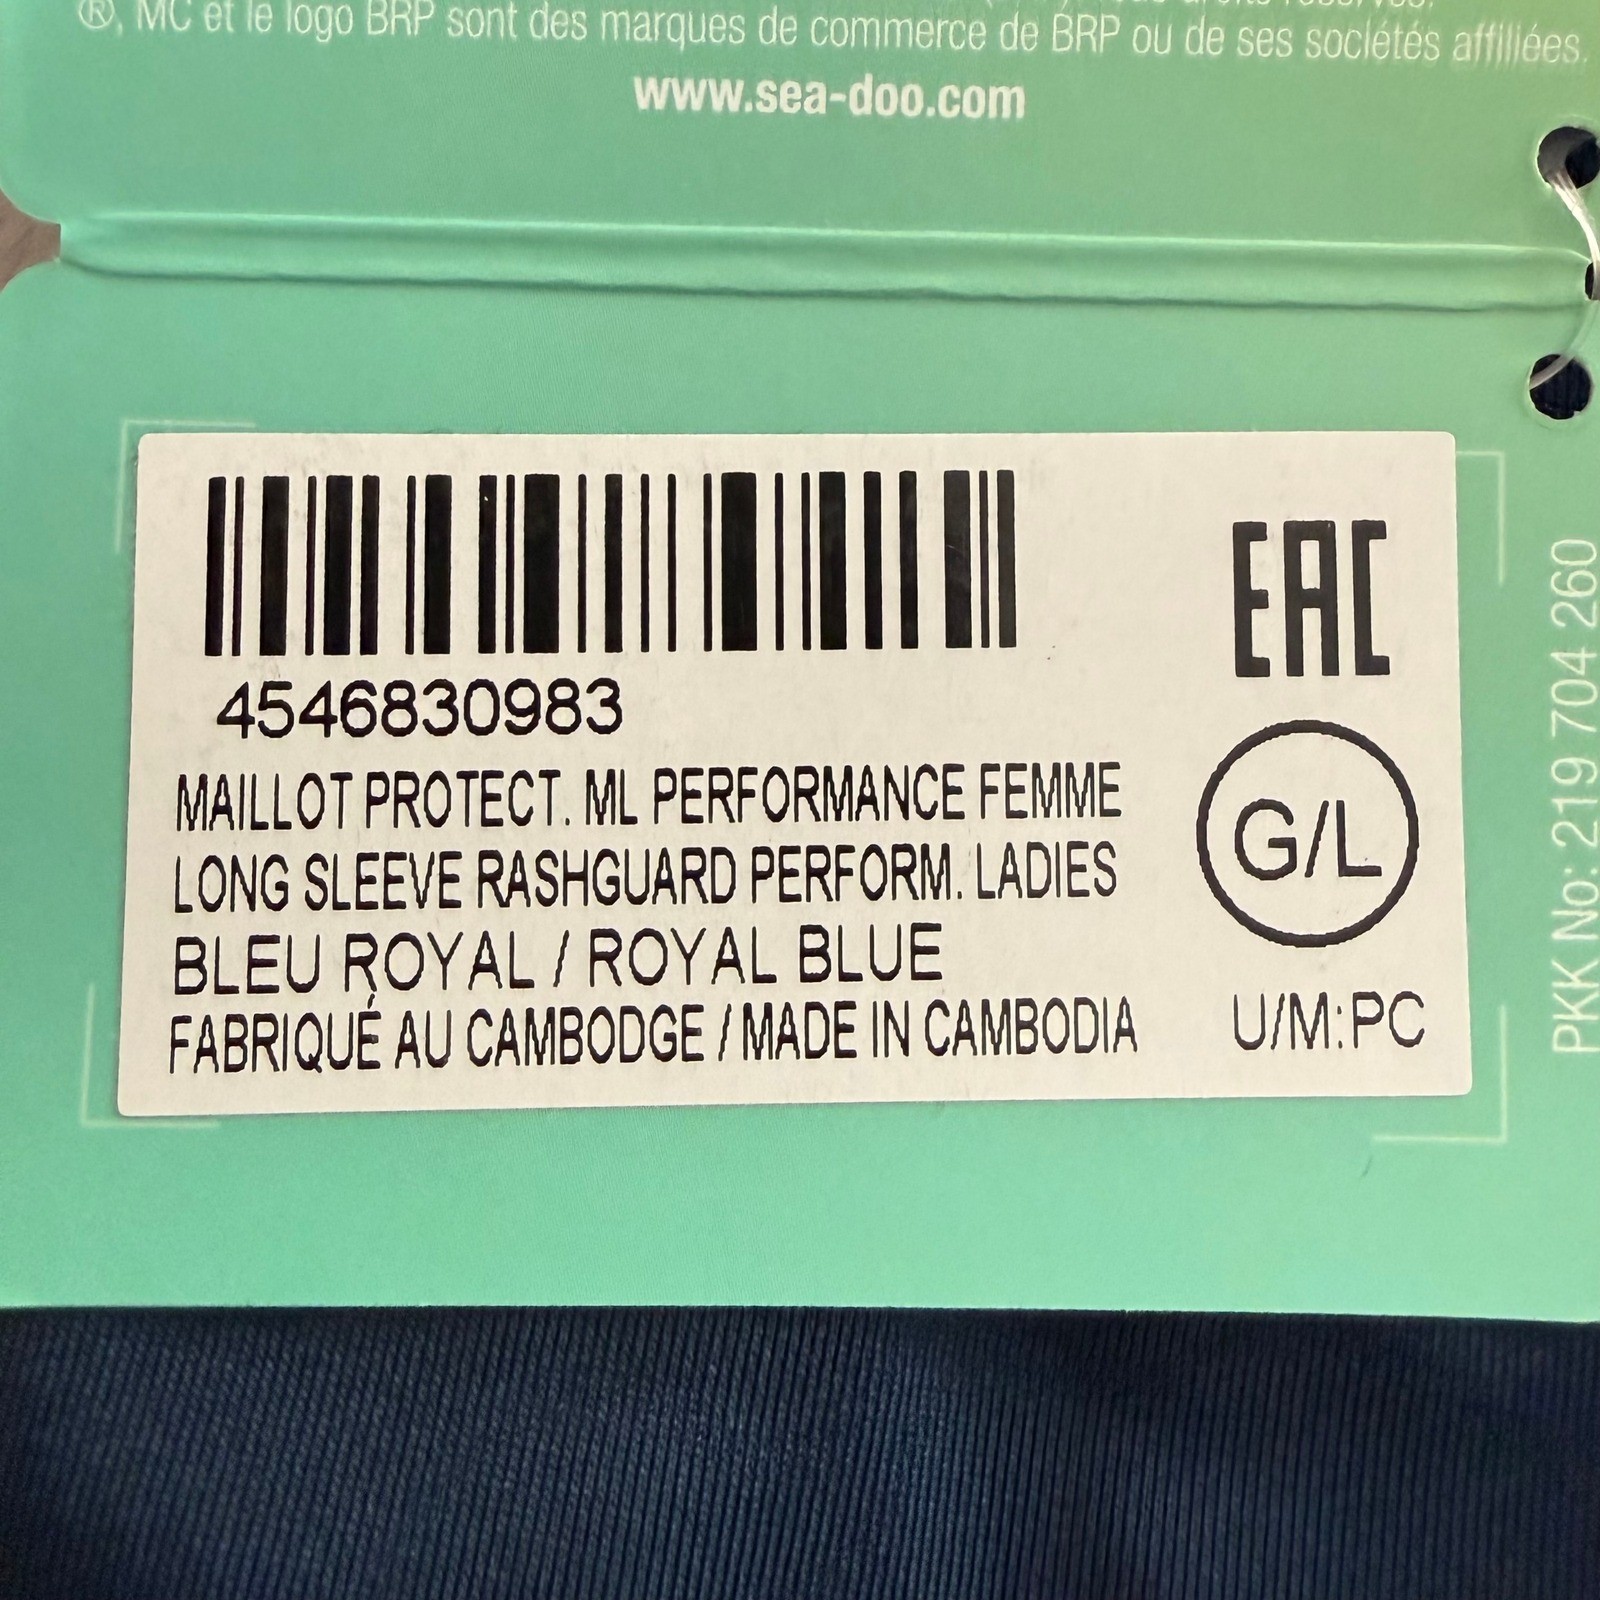 ®, MC et le logo BRP sont des marques de commerce de BRP ou de ses sociétés affiliées.
www.sea-doo.com
4546830983
MAILLOT PROTECT. ML PERFORMANCE FEMME
LONG SLEEVE RASHGUARD PERFORM. LADIES
BLEU ROYAL / ROYAL BLUE
FABRIQUÉ AU CAMBODGE / MADE IN CAMBODIA
EAC
G/L
U/M:PC
PKK No: 219 704 260